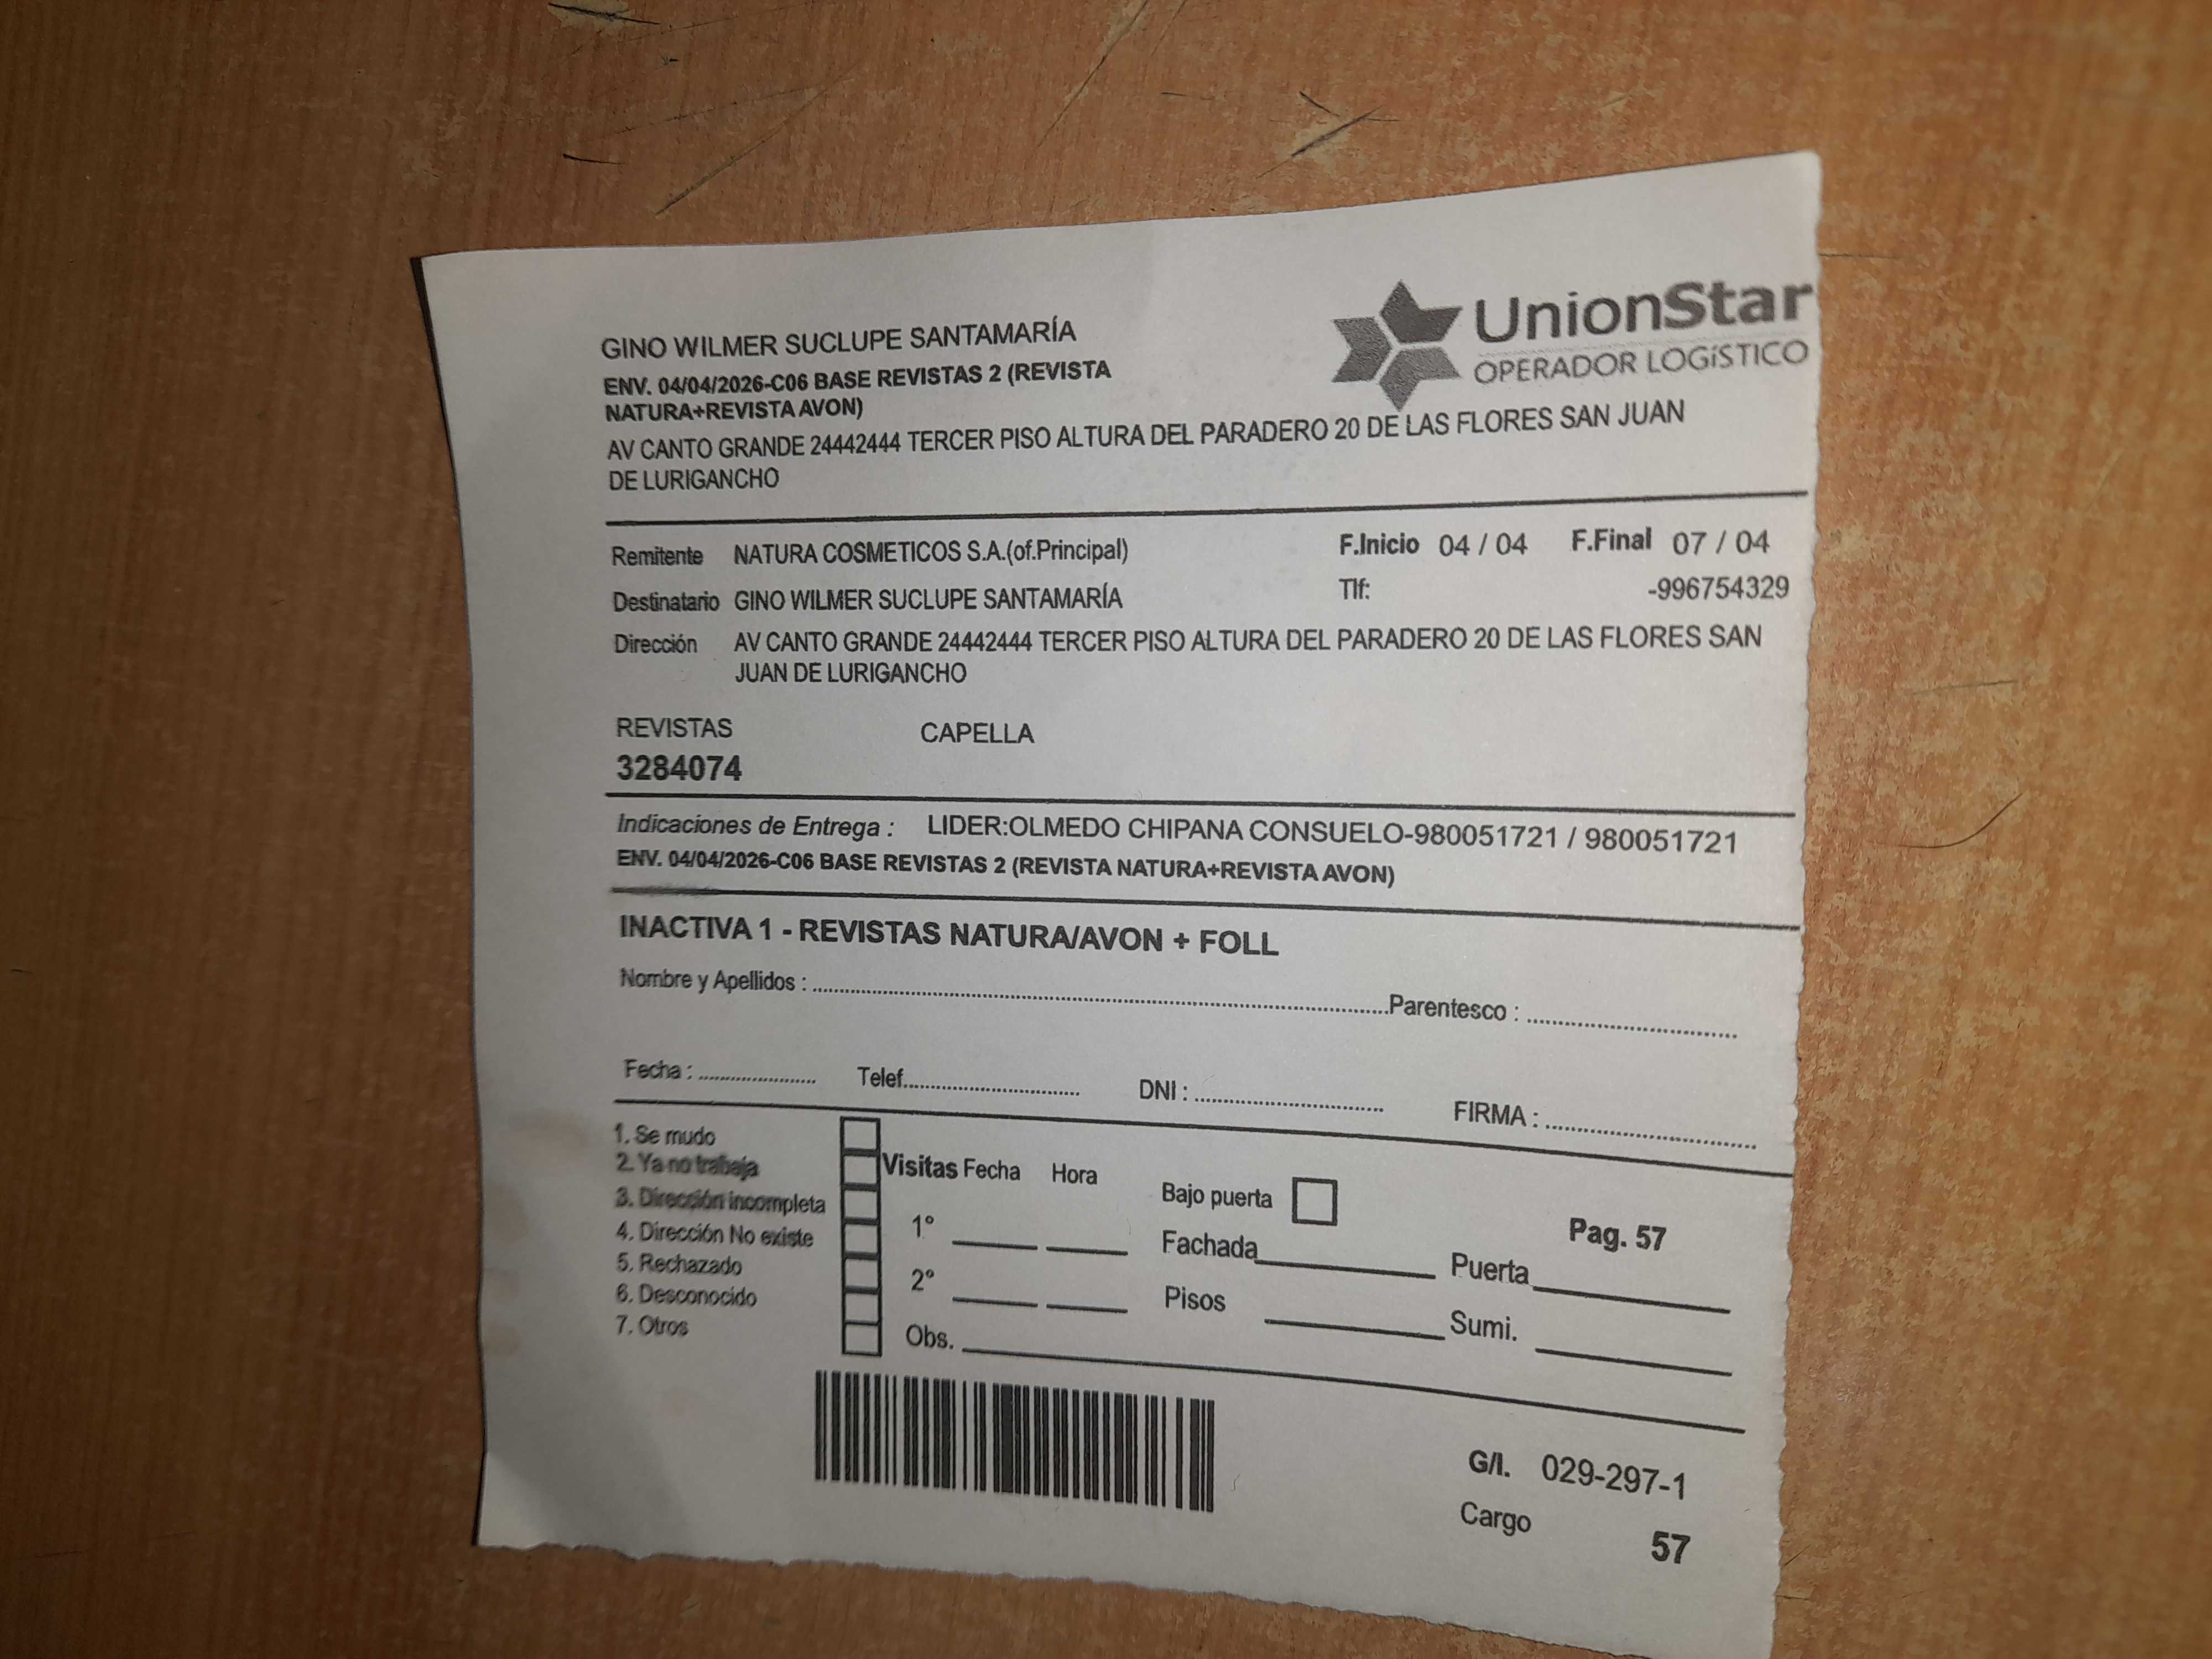 UnionStar
OPERADOR LOGíSTICO
GINO WILMER SUCLUPE SANTAMARÍA
ENV. 04/04/2026-C06 BASE REVISTAS 2 (REVISTA
NATURA+REVISTA AVON)
AV CANTO GRANDE 24442444 TERCER PISO ALTURA DEL PARADERO 20 DE LAS FLORES SAN JUAN
DE LURIGANCHO
Remitente NATURA COSMETICOS S.A.(of.Principal) F.Inicio 04 / 04 F.Final 07 / 04
Destinatario GINO WILMER SUCLUPE SANTAMARÍA Tlf: -996754329
Dirección AV CANTO GRANDE 24442444 TERCER PISO ALTURA DEL PARADERO 20 DE LAS FLORES SAN
JUAN DE LURIGANCHO
REVISTAS CAPELLA
3284074
Indicaciones de Entrega : LIDER:OLMEDO CHIPANA CONSUELO-980051721 / 980051721
ENV. 04/04/2026-C06 BASE REVISTAS 2 (REVISTA NATURA+REVISTA AVON)
INACTIVA 1 - REVISTAS NATURA/AVON + FOLL
Nombre y Apellidos : Parentesco :
Fecha : Telef. DNI : FIRMA :
1. Se mudo
2. Ya no trabaja
3. Dirección incompleta
4. Dirección No existe
5. Rechazado
6. Desconocido
7. Otros
Visitas Fecha Hora
1°
2°
Obs.
Bajo puerta
Fachada Puerta
Pisos Sumi.
Pag. 57
G/I. 029-297-1
Cargo 57